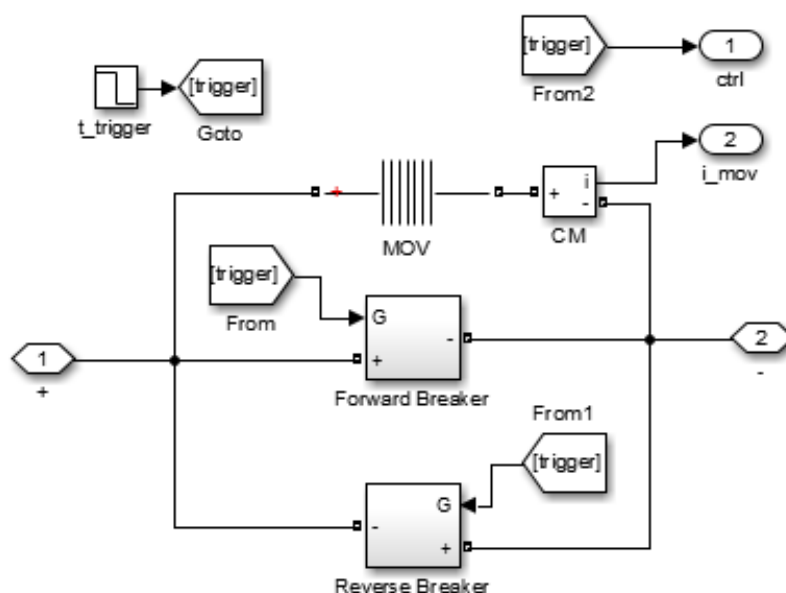 [trigger]
1
From2
ctrl
t_trigger
[trigger]
Goto
2
i_mov
+
i
-
MOV
CM
[trigger]
From
G
-
+
Forward Breaker
1
+
2
-
From1
[trigger]
G
-
+
Reverse Breaker